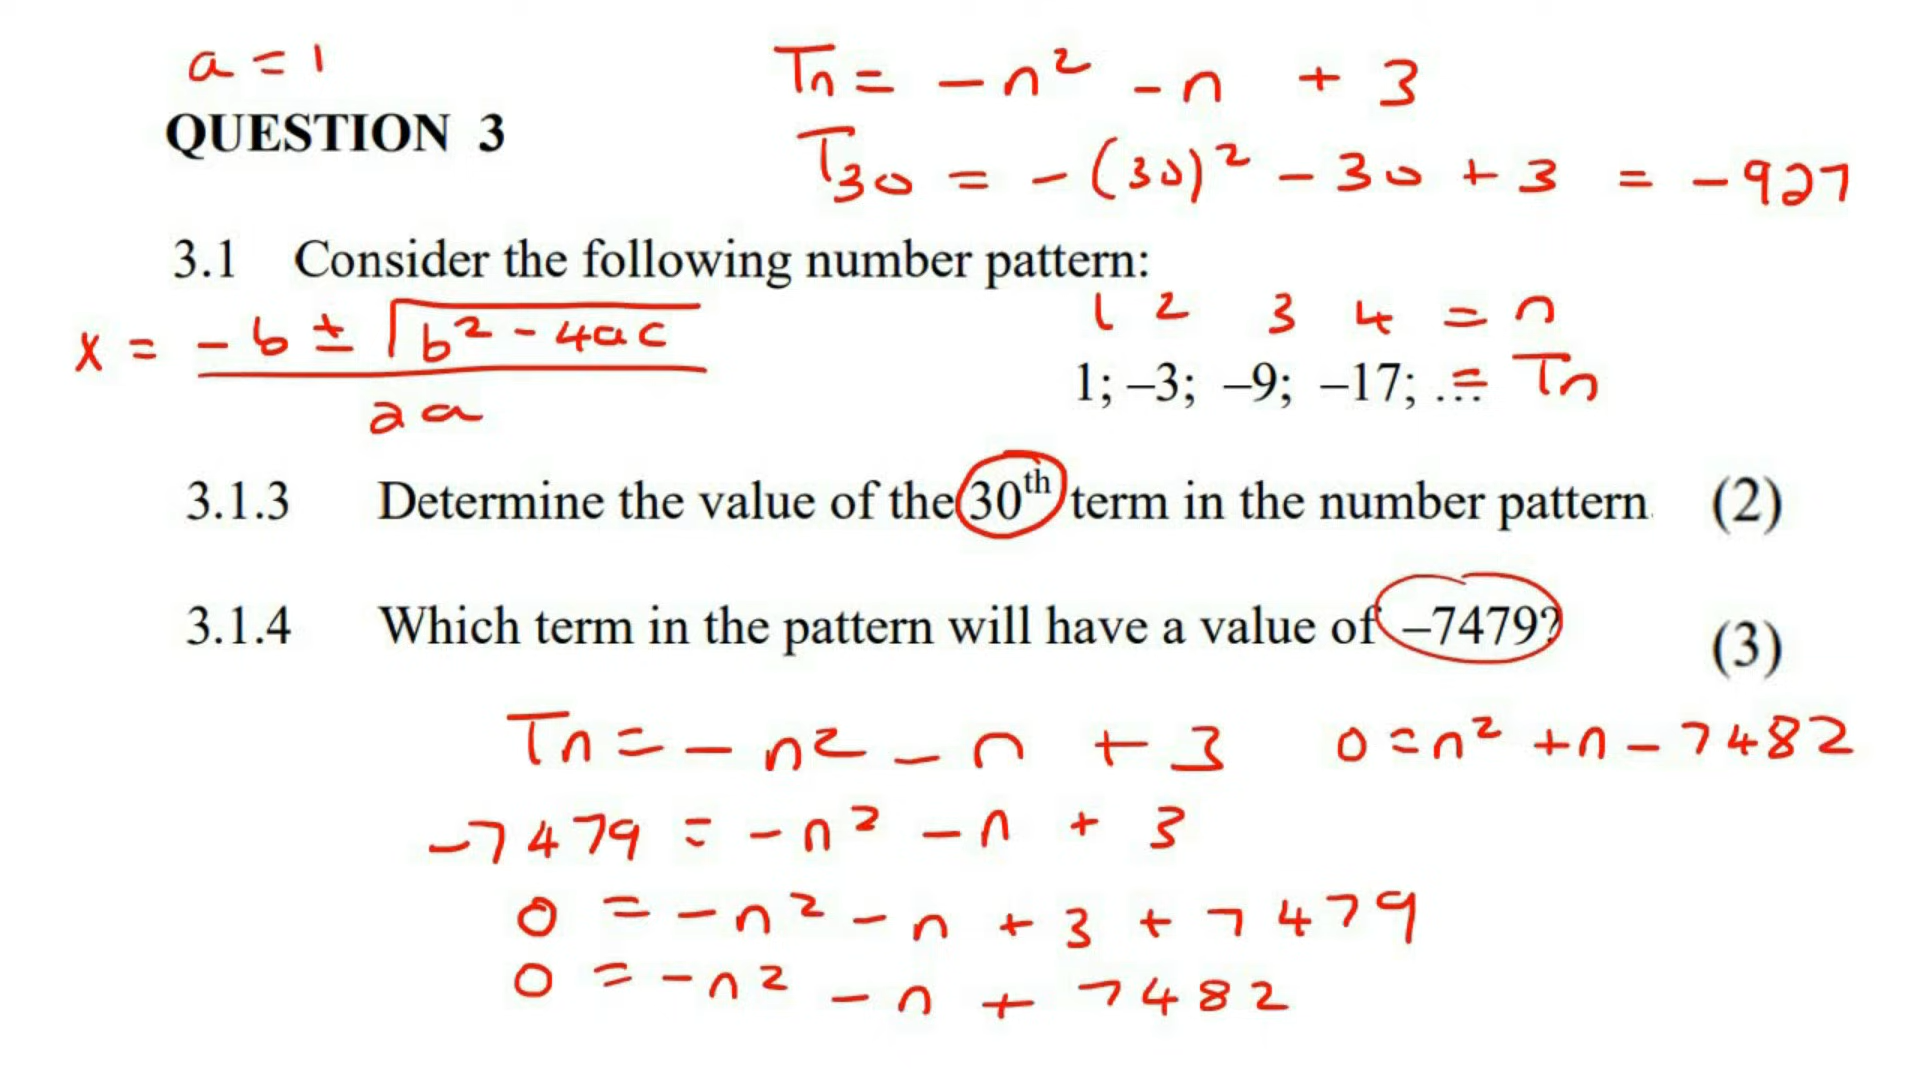 a = 1
Tn = -n² - n + 3
QUESTION 3
T30 = -(30)² - 30 + 3 = -927
3.1 Consider the following number pattern:
x = -b ± √b² - 4ac
2a
1 2 3 4 = n
1; –3; –9; –17; ... = Tn
3.1.3 Determine the value of the 30th term in the number pattern. (2)
3.1.4 Which term in the pattern will have a value of –7479? (3)
Tn = -n² - n + 3
0 = n² + n - 7482
-7479 = -n² - n + 3
0 = -n² - n + 3 + 7479
0 = -n² - n + 7482